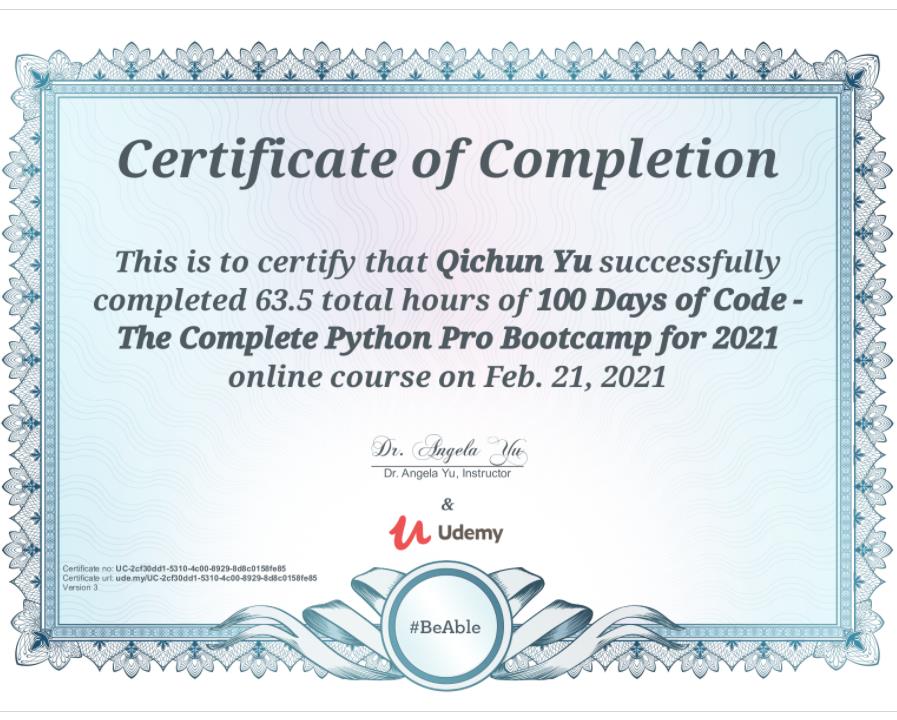 Certificate of Completion
This is to certify that Qichun Yu successfully
completed 63.5 total hours of 100 Days of Code -
The Complete Python Pro Bootcamp for 2021
online course on Feb. 21, 2021
Dr. Angela Yu
Dr. Angela Yu, Instructor
&
Udemy
Certificate no: UC-2cf30dd1-5310-4c00-8929-8d8c0158fe85
Certificate url: ude.my/UC-2cf30dd1-5310-4c00-8929-8d8c0158fe85
Version 3
#BeAble